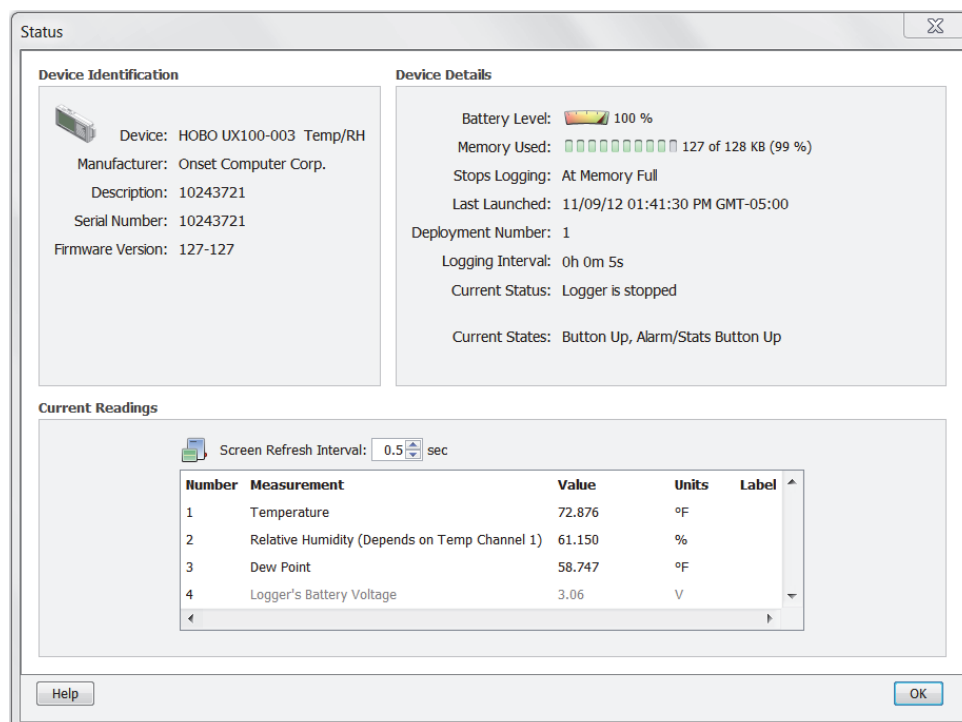 Status
Device Identification
Device: HOBO UX100-003 Temp/RH
Manufacturer: Onset Computer Corp.
Description: 10243721
Serial Number: 10243721
Firmware Version: 127-127
Device Details
Battery Level: 100 %
Memory Used: 127 of 128 KB (99 %)
Stops Logging: At Memory Full
Last Launched: 11/09/12 01:41:30 PM GMT-05:00
Deployment Number: 1
Logging Interval: 0h 0m 5s
Current Status: Logger is stopped
Current States: Button Up, Alarm/Stats Button Up
Current Readings
Screen Refresh Interval: 0.5 sec
Number Measurement Value Units Label
1 Temperature 72.876 ºF
2 Relative Humidity (Depends on Temp Channel 1) 61.150 %
3 Dew Point 58.747 ºF
4 Logger's Battery Voltage 3.06 V
Help
OK